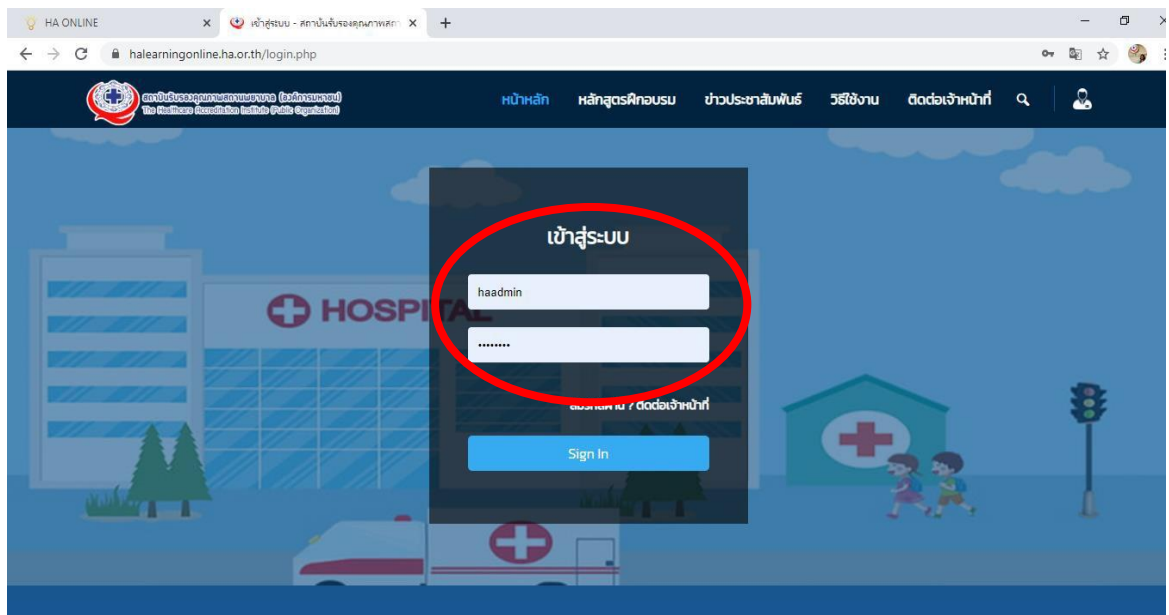 HA ONLINE
เข้าสู่ระบบ - สถาบันรับรองคุณภาพสถา
halearningonline.ha.or.th/login.php
สถาบันรับรองคุณภาพสถานพยาบาล (องค์การมหาชน)
The Healthcare Accreditation Institute (Public Organization)
หน้าหลัก หลักสูตรฝึกอบรม ข่าวประชาสัมพันธ์ วิธีใช้งาน ติดต่อเจ้าหน้าที่
เข้าสู่ระบบ
haadmin
HOSPITAL
••••••••
? ติดต่อเจ้าหน้าที่
Sign In